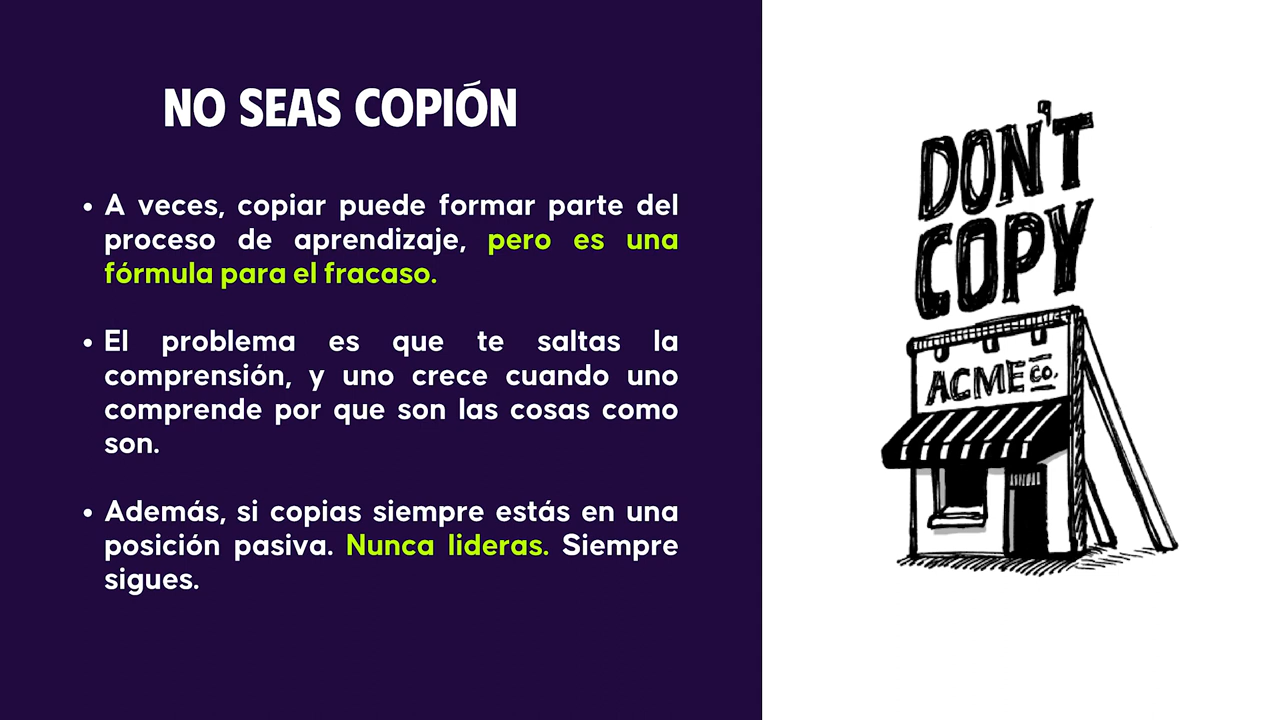 NO SEAS COPIÓN
• A veces, copiar puede formar parte del
proceso de aprendizaje, pero es una
fórmula para el fracaso.
• El problema es que te saltas la
comprensión, y uno crece cuando uno
comprende por que son las cosas como
son.
• Además, si copias siempre estás en una
posición pasiva. Nunca lideras. Siempre
sigues.
DON'T
COPY
ACME CO.